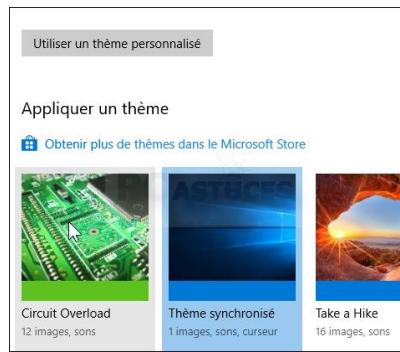 Utiliser un thème personnalisé
Appliquer un thème
Obtenir plus de thèmes dans le Microsoft Store
ASTUCES
Circuit Overload
Thème synchronisé
Take a Hike
12 images, sons
1 images, sons, curseur
16 images, sons